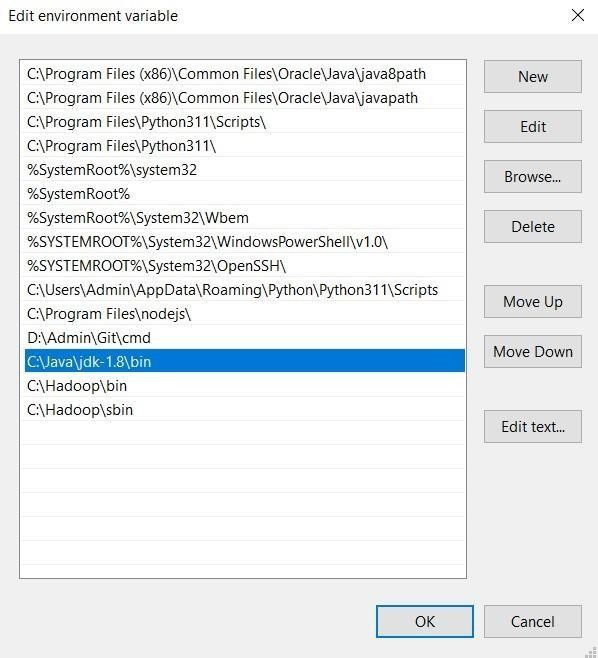 Edit environment variable
C:\Program Files (x86)\Common Files\Oracle\Java\java8path
C:\Program Files (x86)\Common Files\Oracle\Java\javapath
C:\Program Files\Python311\Scripts\
C:\Program Files\Python311\
%SystemRoot%\system32
%SystemRoot%
%SystemRoot%\System32\Wbem
%SYSTEMROOT%\System32\WindowsPowerShell\v1.0\
%SYSTEMROOT%\System32\OpenSSH\
C:\Users\Admin\AppData\Roaming\Python\Python311\Scripts
C:\Program Files\nodejs\
D:\Admin\Git\cmd
C:\Java\jdk-1.8\bin
C:\Hadoop\bin
C:\Hadoop\sbin
New
Edit
Browse...
Delete
Move Up
Move Down
Edit text...
OK
Cancel